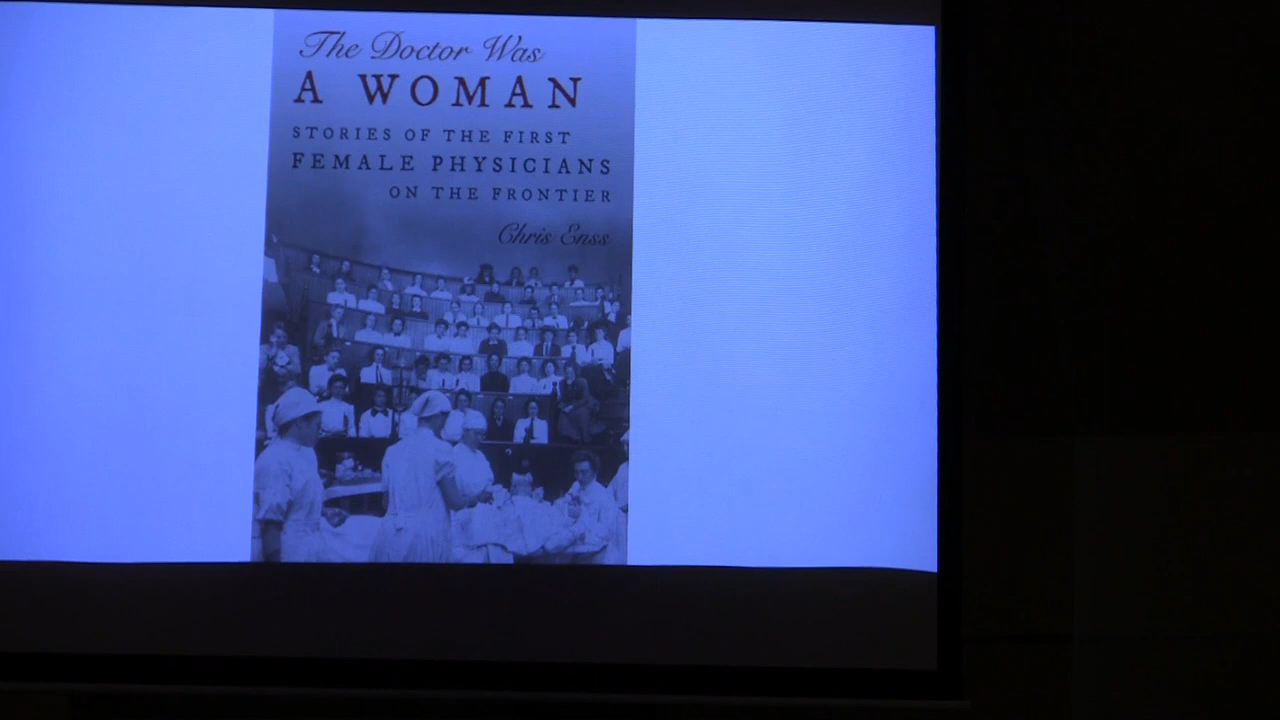 The Doctor Was
A WOMAN
STORIES OF THE FIRST
FEMALE PHYSICIANS
ON THE FRONTIER
Chris Enss